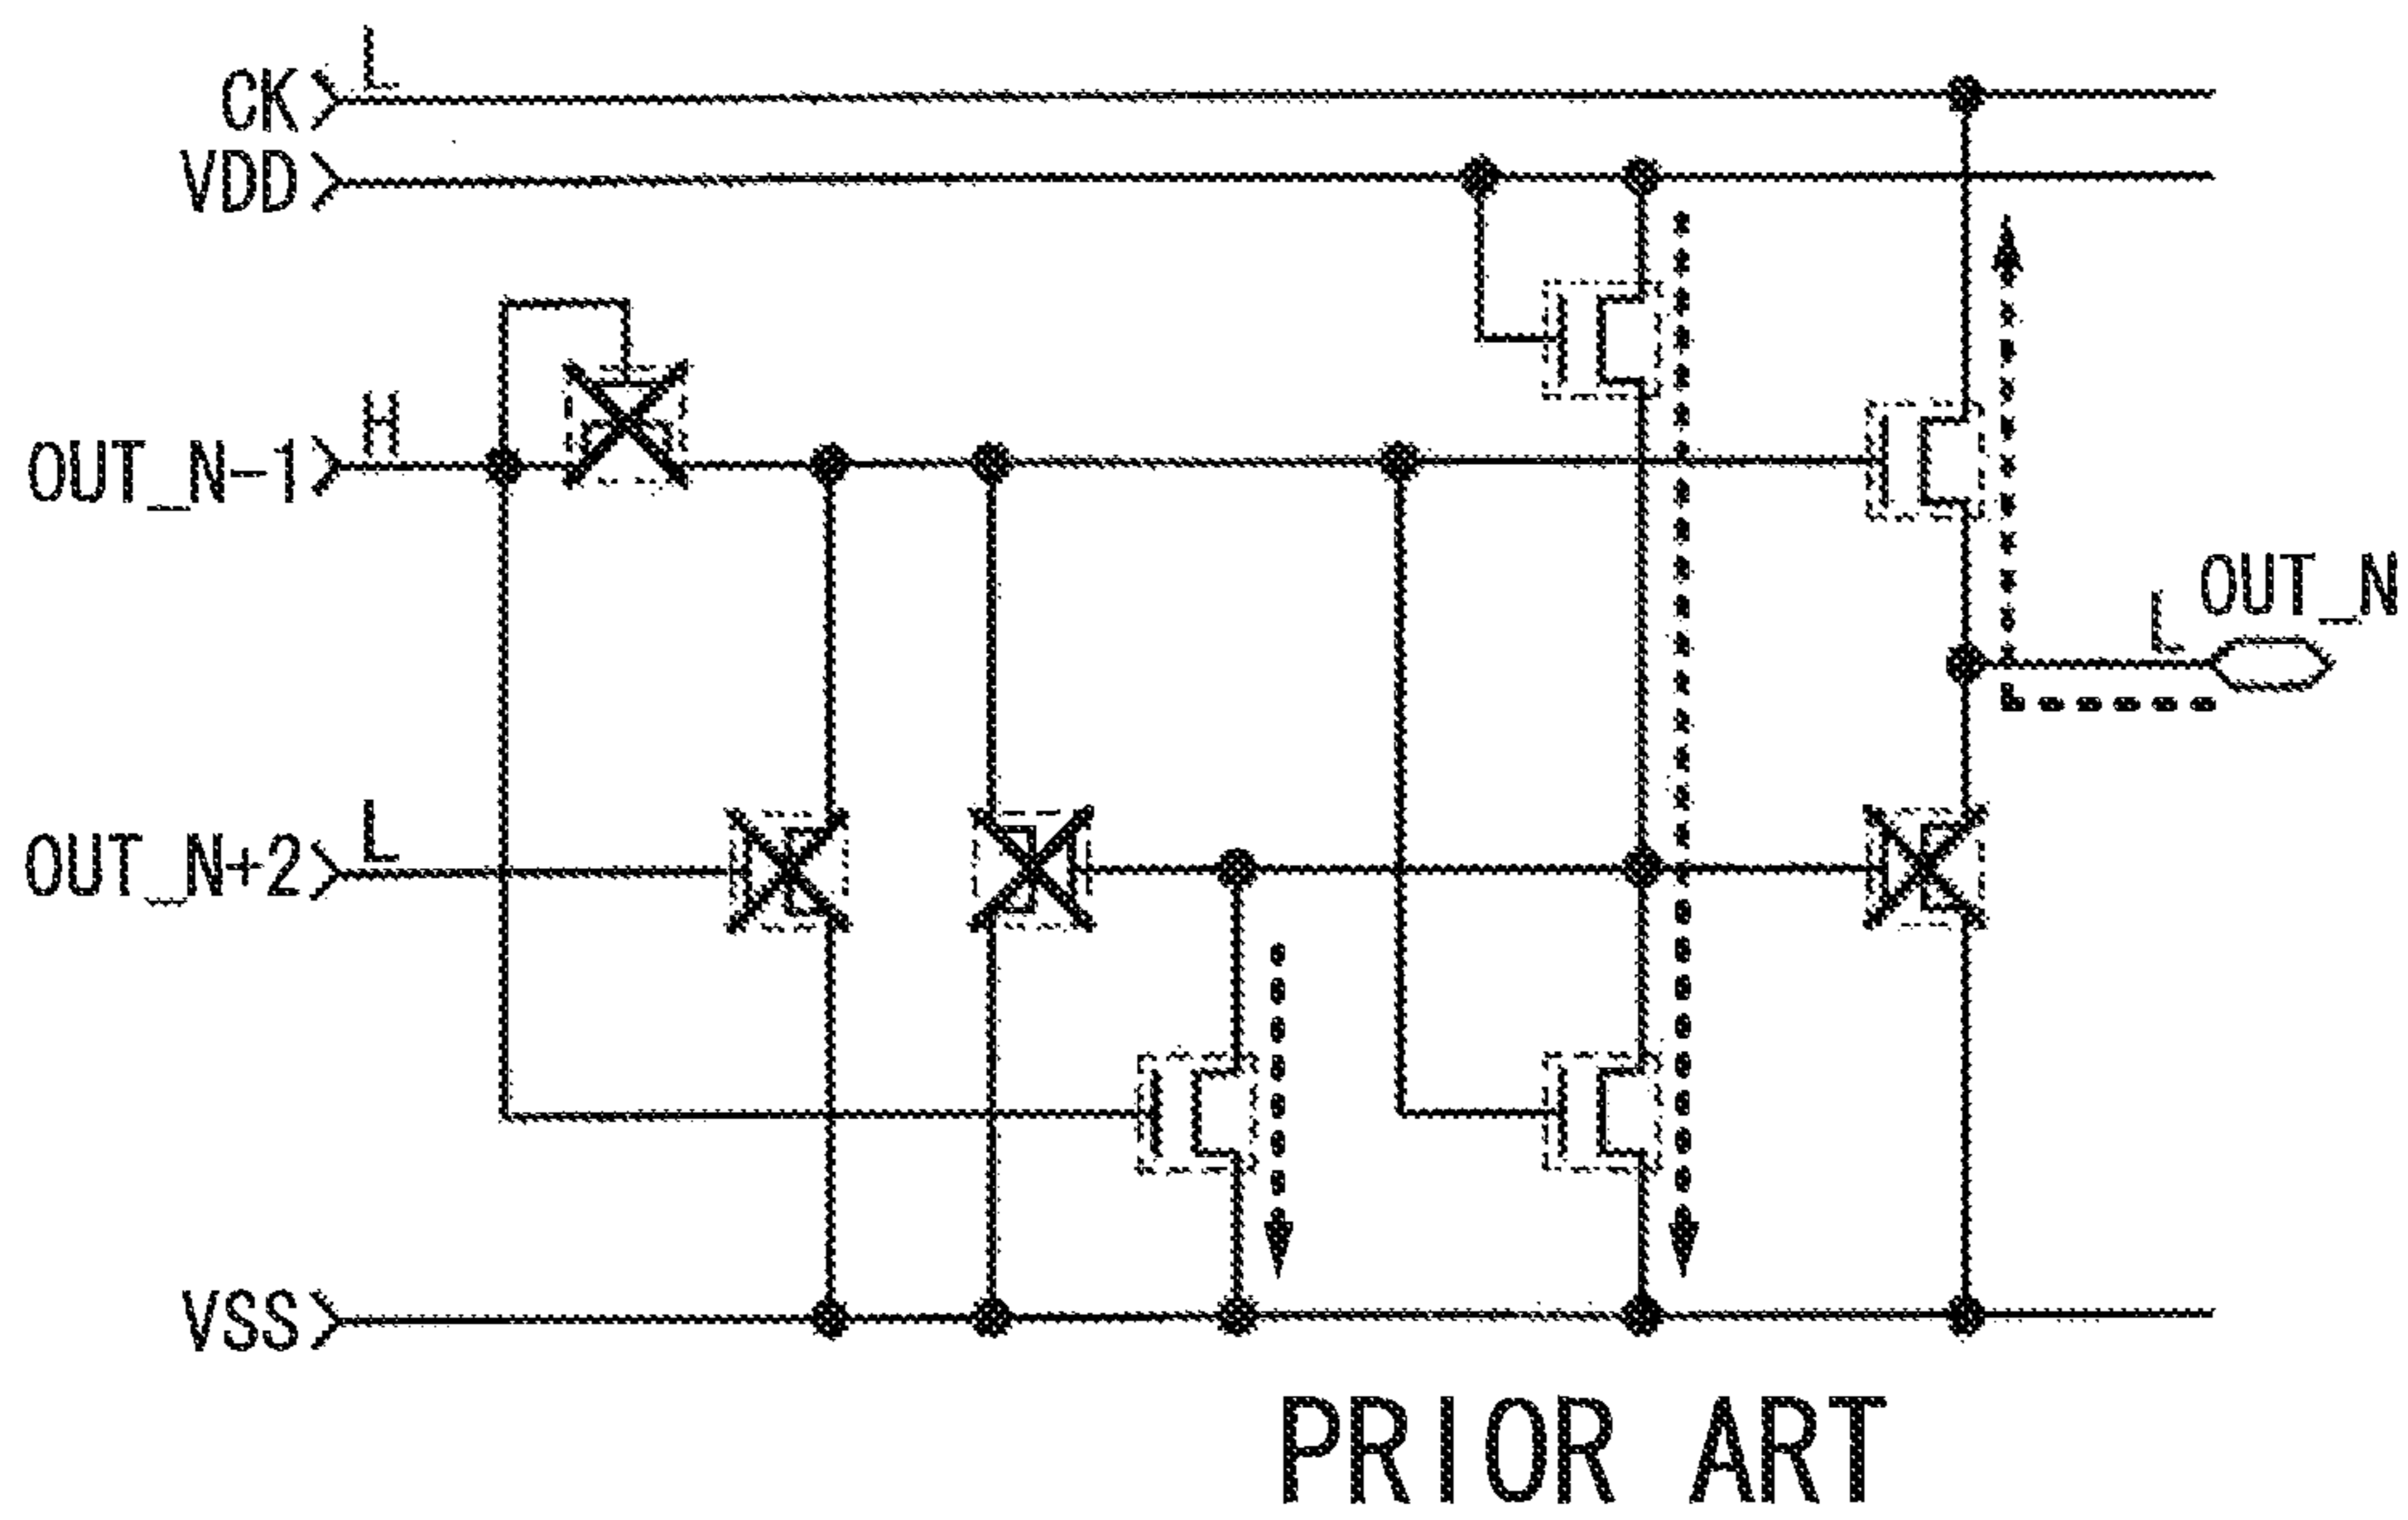 L
CK
VDD
H
OUT_N-1
OUT_N
L
L
OUT_N+2
VSS
PRIOR ART